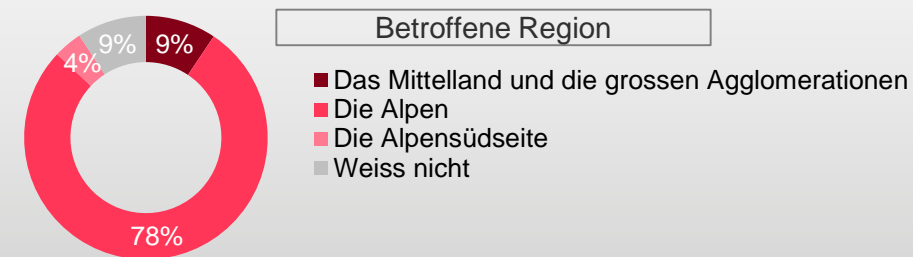 Betroffene Region
9% 9%
4%
78%
Das Mittelland und die grossen Agglomerationen
Die Alpen
Die Alpensüdseite
Weiss nicht